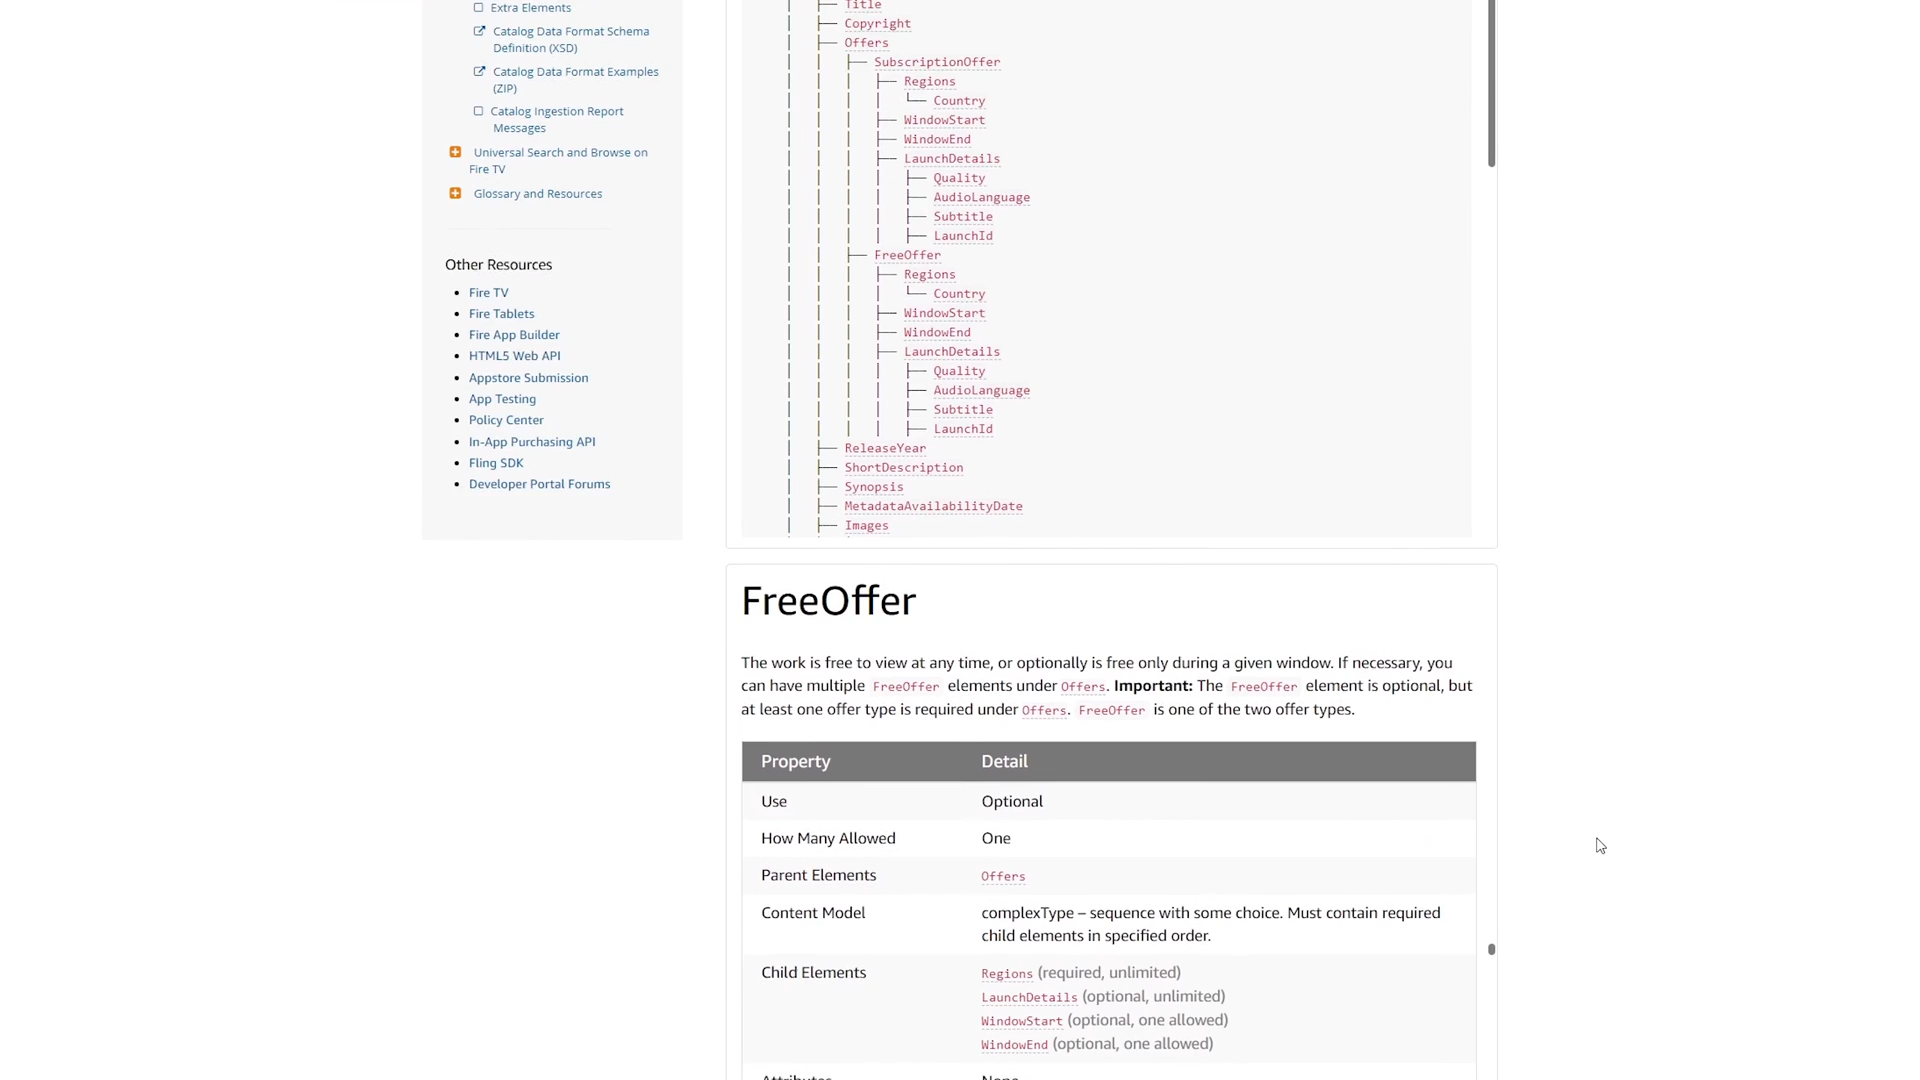 Extra Elements
Catalog Data Format Schema
Definition (XSD)
Catalog Data Format Examples
(ZIP)
Catalog Ingestion Report
Messages
Universal Search and Browse on
Fire TV
Glossary and Resources
Other Resources
Fire TV
Fire Tablets
Fire App Builder
HTML5 Web API
Appstore Submission
App Testing
Policy Center
In-App Purchasing API
Fling SDK
Developer Portal Forums
Title
Copyright
Offers
SubscriptionOffer
Regions
Country
WindowStart
WindowEnd
LaunchDetails
Quality
AudioLanguage
Subtitle
LaunchId
FreeOffer
Regions
Country
WindowStart
WindowEnd
LaunchDetails
Quality
AudioLanguage
Subtitle
LaunchId
ReleaseYear
ShortDescription
Synopsis
MetadataAvailabilityDate
Images
FreeOffer
The work is free to view at any time, or optionally is free only during a given window. If necessary, you
can have multiple FreeOffer elements under Offers. Important: The FreeOffer element is optional, but
at least one offer type is required under Offers. FreeOffer is one of the two offer types.
Property Detail
Use Optional
How Many Allowed One
Parent Elements Offers
Content Model complexType – sequence with some choice. Must contain required
child elements in specified order.
Child Elements Regions (required, unlimited)
LaunchDetails (optional, unlimited)
WindowStart (optional, one allowed)
WindowEnd (optional, one allowed)
Attributes None